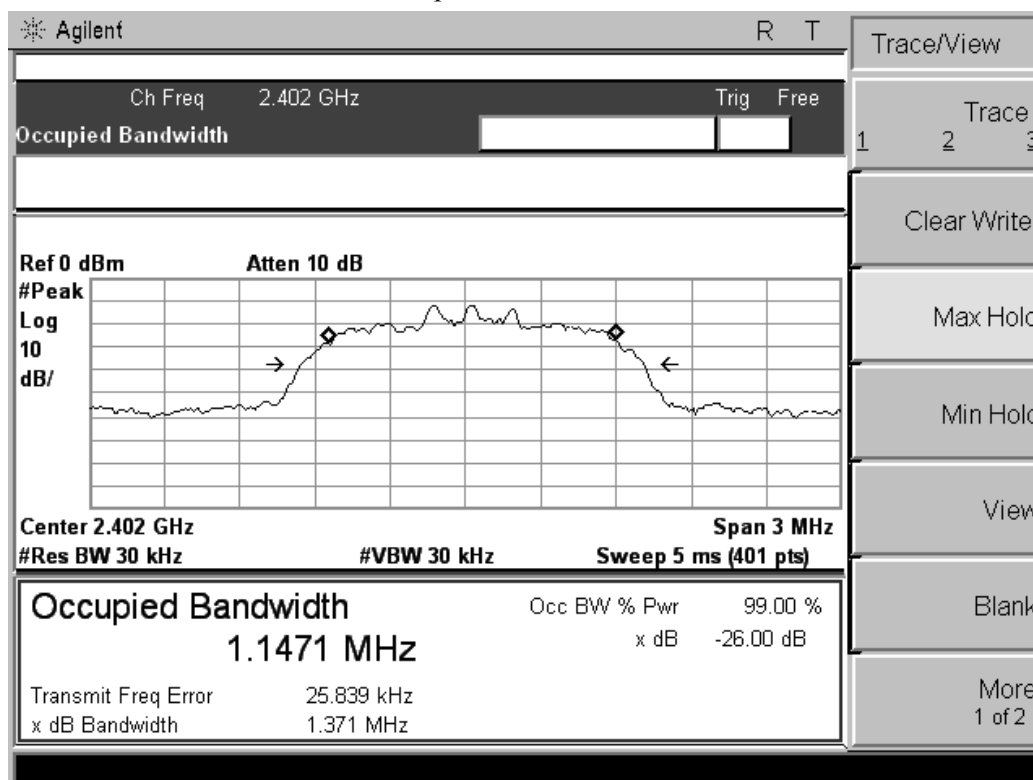 Agilent R T
Trace/View
Ch Freq 2.402 GHz Trig Free
Occupied Bandwidth
Trace
1 2 3
Clear Write
Ref 0 dBm Atten 10 dB
#Peak
Log
10
dB/
Max Hold
Min Hold
Center 2.402 GHz Span 3 MHz
#Res BW 30 kHz #VBW 30 kHz Sweep 5 ms (401 pts)
View
Occupied Bandwidth
1.1471 MHz
Occ BW % Pwr 99.00 %
x dB -26.00 dB
Transmit Freq Error 25.839 kHz
x dB Bandwidth 1.371 MHz
Blank
More
1 of 2